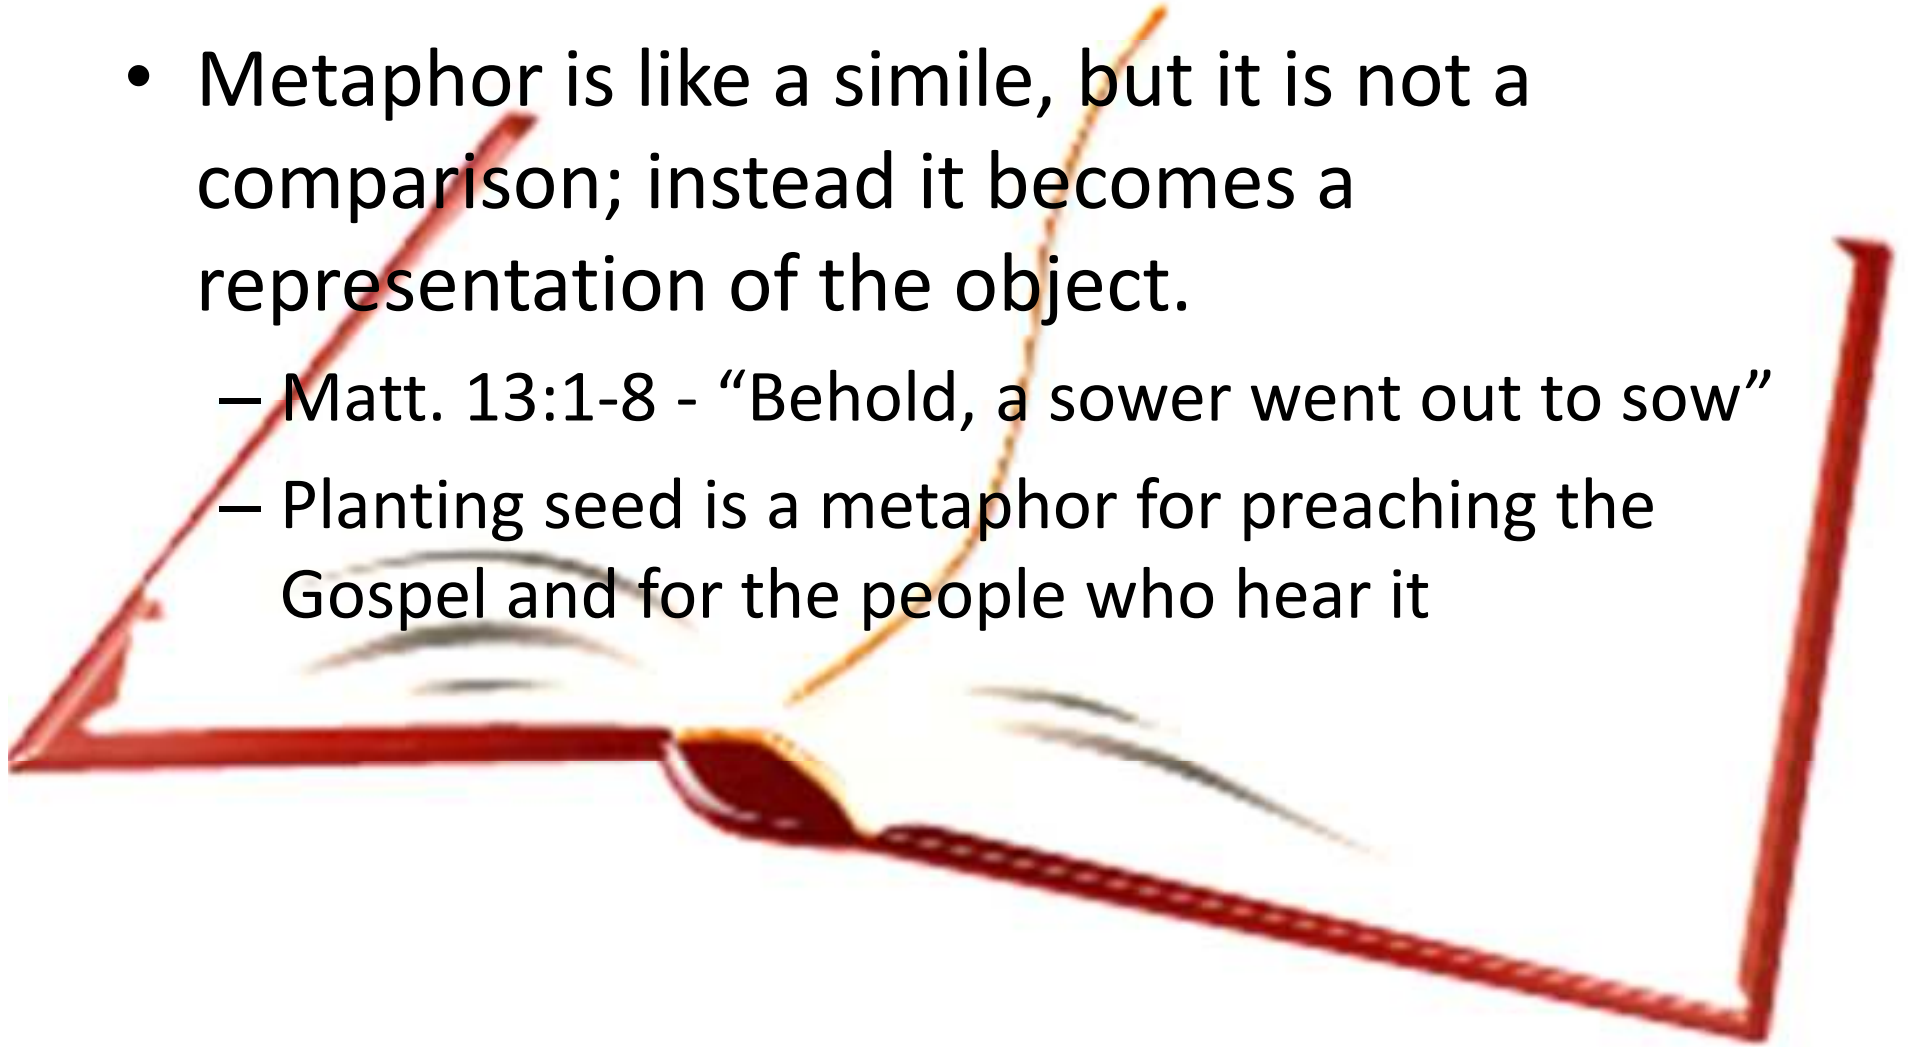 • Metaphor is like a simile, but it is not a
comparison; instead it becomes a
representation of the object.
– Matt. 13:1-8 - “Behold, a sower went out to sow”
– Planting seed is a metaphor for preaching the
Gospel and for the people who hear it